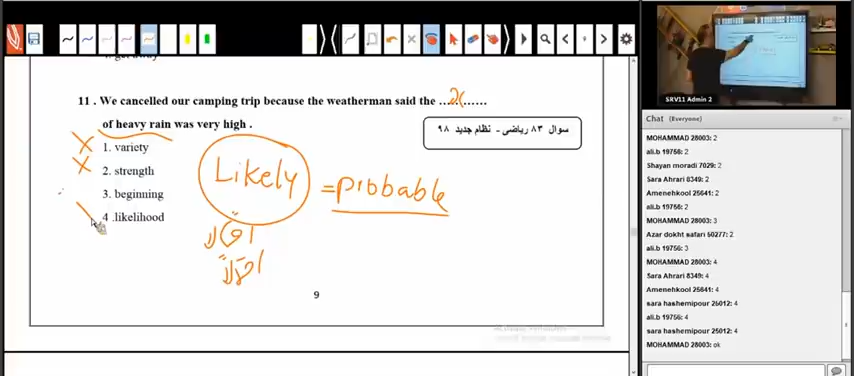 11 . We cancelled our camping trip because the weatherman said the ............
of heavy rain was very high .
سوال ۸۳ ریاضی - نظام جدید ۹۸
1. variety
2. strength
3. beginning
4 .likelihood
Likely = probable
9
SRV11 Admin 2
Chat (Everyone)
MOHAMMAD 28003: 2
ali.b 19756: 2
Shayan moradi 7029: 2
Sara Ahrari 8349: 2
Amenehkool 25641: 2
ali.b 19756: 2
MOHAMMAD 28003: 3
Azar dokht safari 50277: 2
ali.b 19756: 3
MOHAMMAD 28003: 4
Sara Ahrari 8349: 4
Amenehkool 25641: 4
sara hashemipour 25012: 4
ali.b 19756: 4
sara hashemipour 25012: 4
MOHAMMAD 28003: ok